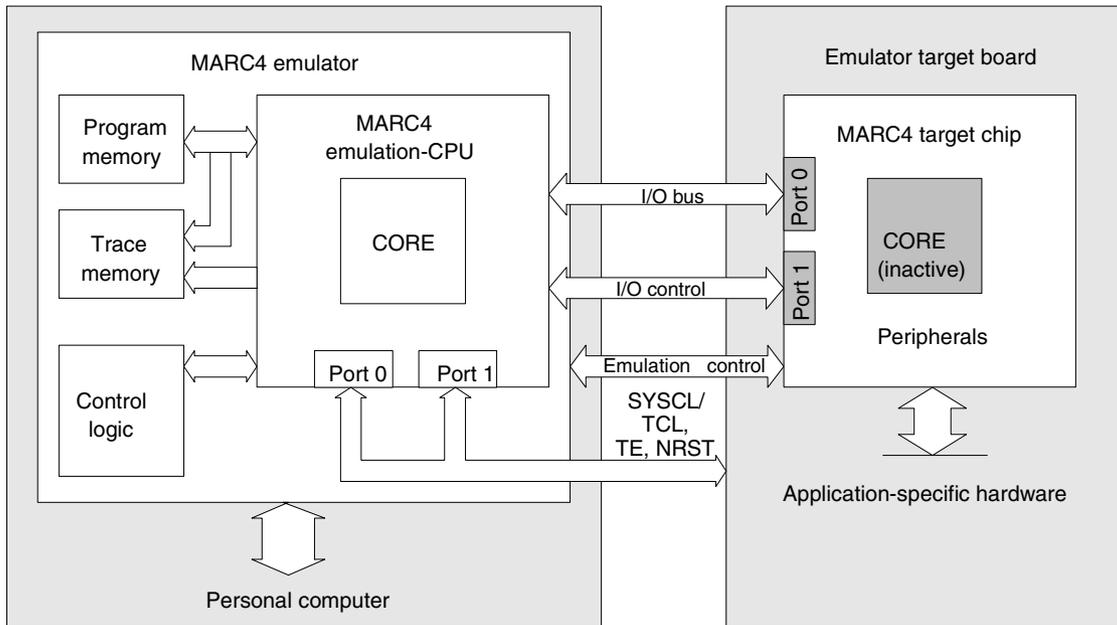 MARC4 emulator
Program
memory
Trace
memory
Control
logic
MARC4
emulation-CPU
CORE
Port 0
Port 1
Personal computer
I/O bus
I/O control
Emulation control
SYSCL/
TCL,
TE, NRST
Emulator target board
MARC4 target chip
Port 0
Port 1
CORE
(inactive)
Peripherals
Application-specific hardware